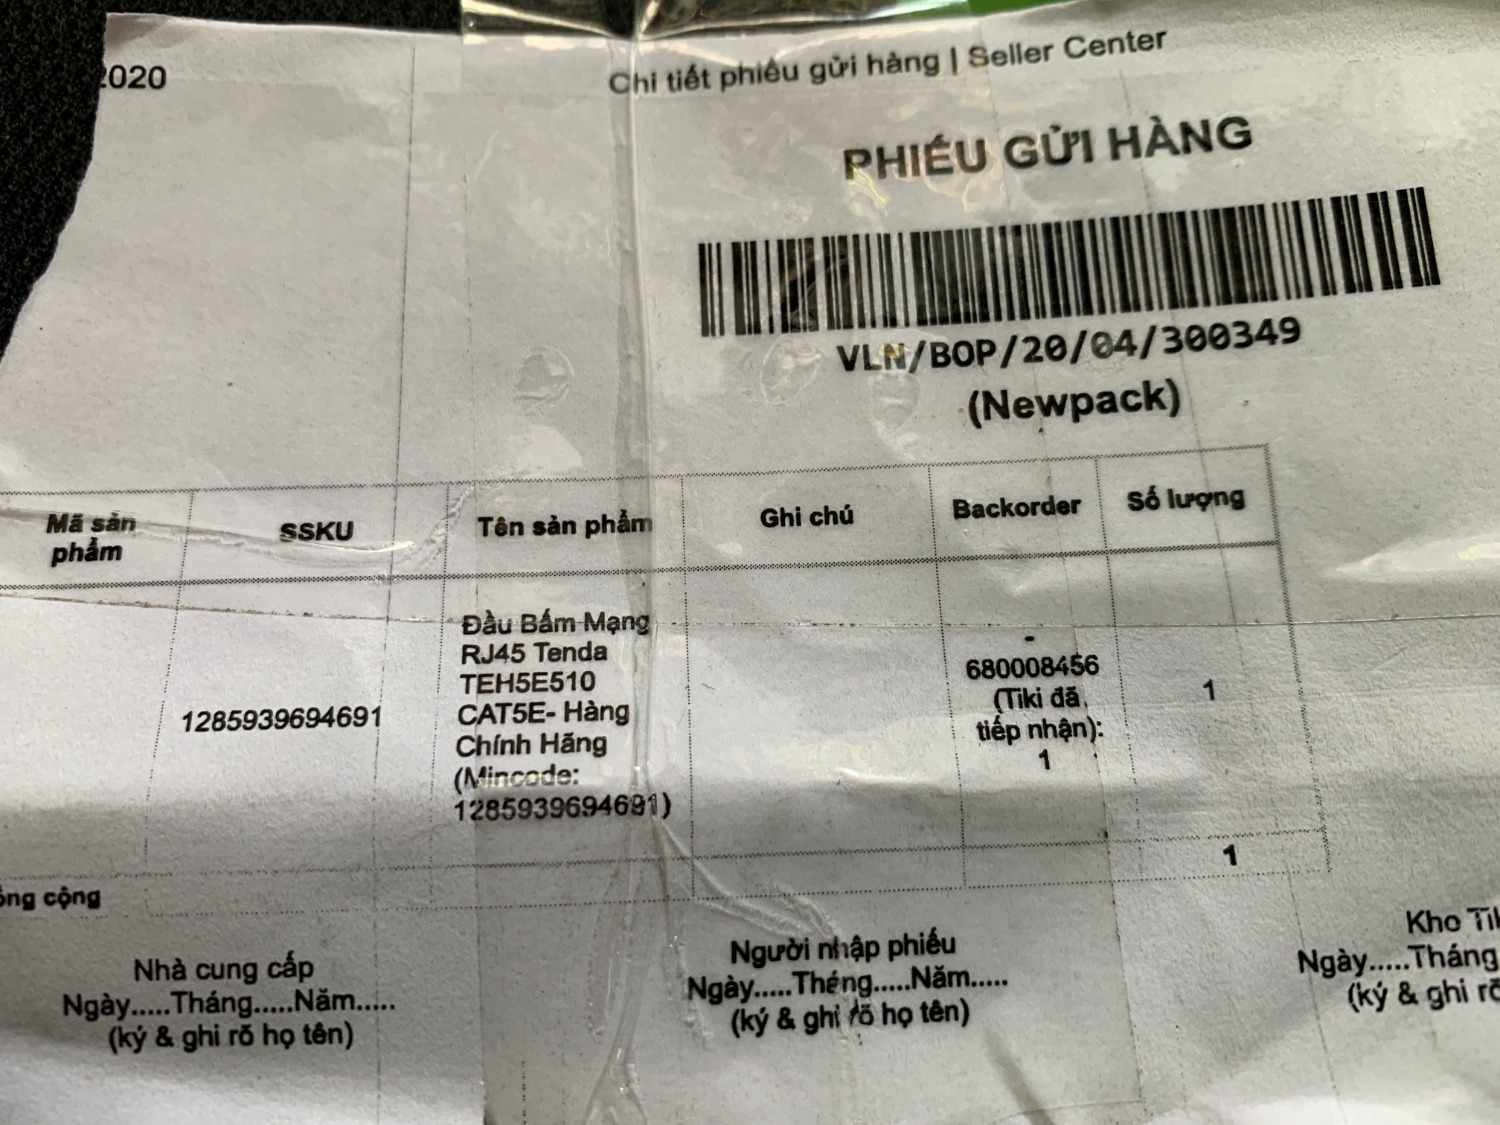 2020
Chi tiết phiếu gửi hàng | Seller Center
PHIẾU GỬI HÀNG
VLN/BOP/20/04/300349
(Newpack)
Mã sản
phẩm
SSKU
Tên sản phẩm
Ghi chú
Backorder
Số lượng
1285939694691
Đầu Bấm Mạng
RJ45 Tenda
TEH5E510
CAT5E- Hàng
Chính Hãng
(Mincode:
1285939694691)
-
680008456
(Tiki đã
tiếp nhận):
1
1
ổng cộng
1
Nhà cung cấp
Ngày.....Tháng.....Năm.....
(ký & ghi rõ họ tên)
Người nhập phiếu
Ngày.....Tháng.....Năm.....
(ký & ghi rõ họ tên)
Kho
Ngày.....Tháng
(ký & ghi